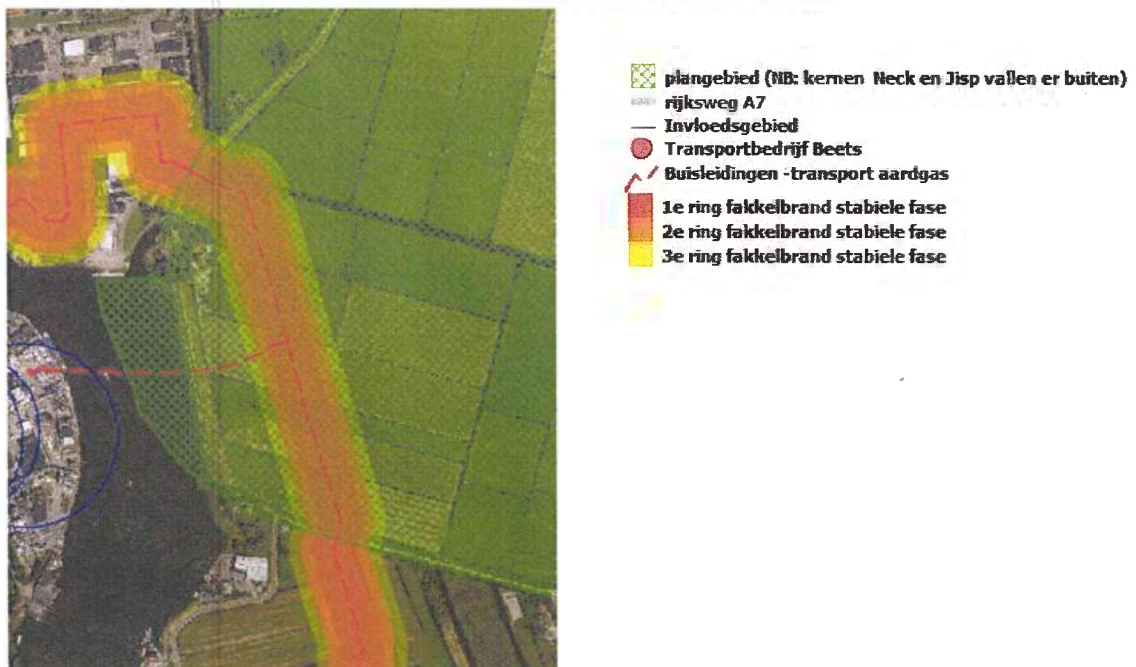 plangebied (NB: kernen Neck en Jisp vallen er buiten)
rijksweg A7
Invloedsgebied
Transportbedrijf Beets
Buisleidingen - transport aardgas
1e ring fakkelbrand stabiele fase
2e ring fakkelbrand stabiele fase
3e ring fakkelbrand stabiele fase